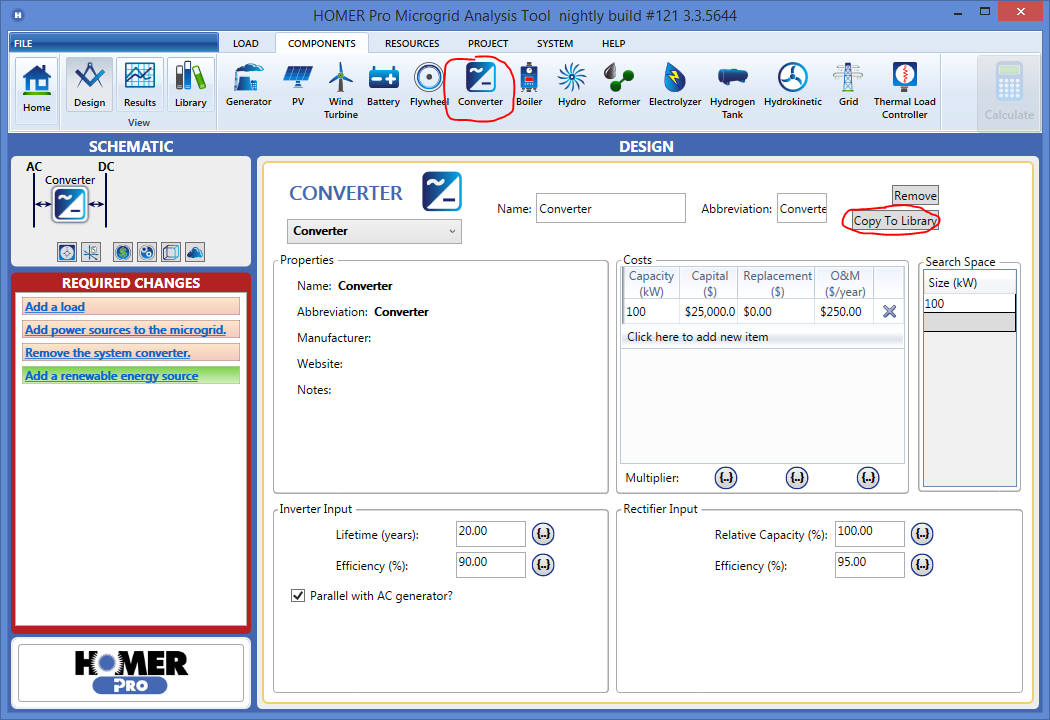 HOMER Pro Microgrid Analysis Tool nightly build #121 3.3.5644
FILE
LOAD COMPONENTS RESOURCES PROJECT SYSTEM HELP
Home
Design
Results
Library
View
Generator
PV
Wind
Turbine
Battery
Flywheel
Converter
Boiler
Hydro
Reformer
Electrolyzer
Hydrogen
Tank
Hydrokinetic
Grid
Thermal Load
Controller
Calculate
SCHEMATIC
AC DC
Converter
REQUIRED CHANGES
Add a load
Add power sources to the microgrid.
Remove the system converter.
Add a renewable energy source
HOMER
PRO
DESIGN
CONVERTER
Converter
Name: Converter
Abbreviation: Converte
Remove
Copy To Library
Properties
Name: Converter
Abbreviation: Converter
Manufacturer:
Website:
Notes:
Costs
Capacity Capital Replacement O&M
(kW) ($) ($) ($/year)
100 $25,000.0 $0.00 $250.00
Click here to add new item
Multiplier: {..} {..} {..}
Search Space
Size (kW)
100
Inverter Input
Lifetime (years): 20.00 {..}
Efficiency (%): 90.00 {..}
Parallel with AC generator?
Rectifier Input
Relative Capacity (%): 100.00 {..}
Efficiency (%): 95.00 {..}